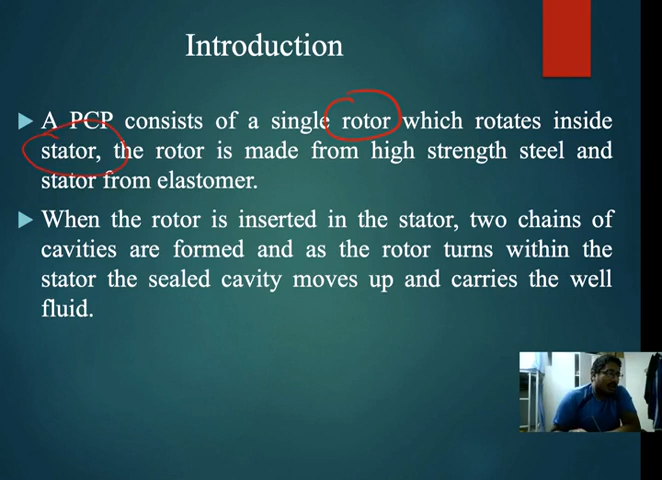 Introduction
A PCP consists of a single rotor which rotates inside
stator, the rotor is made from high strength steel and
stator from elastomer.
When the rotor is inserted in the stator, two chains of
cavities are formed and as the rotor turns within the
stator the sealed cavity moves up and carries the well
fluid.